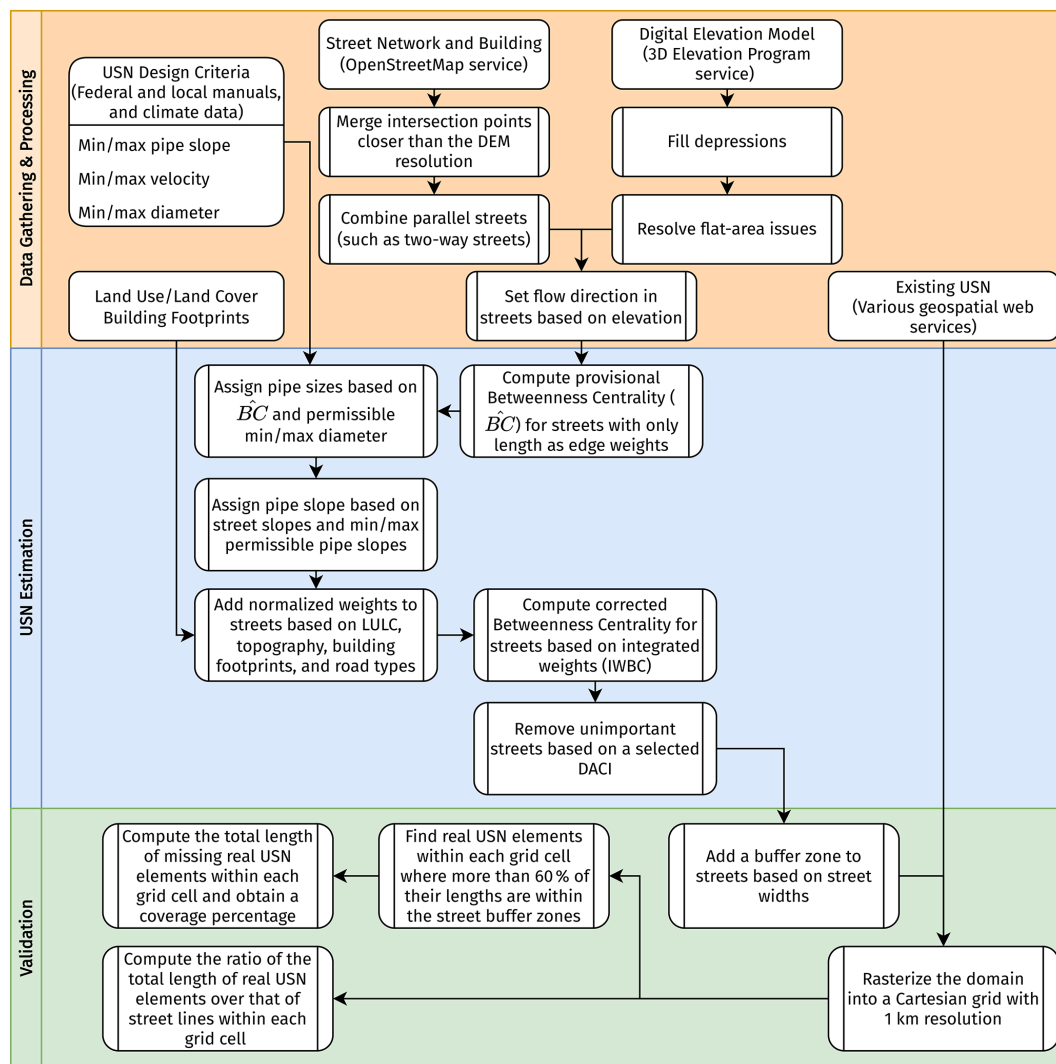 Data Gathering & Processing
USN Design Criteria
(Federal and local manuals,
and climate data)
Min/max pipe slope
Min/max velocity
Min/max diameter
Street Network and Building
(OpenStreetMap service)
Digital Elevation Model
(3D Elevation Program
service)
Merge intersection points
closer than the DEM
resolution
Fill depressions
Combine parallel streets
(such as two-way streets)
Resolve flat-area issues
Land Use/Land Cover
Building Footprints
Set flow direction in
streets based on elevation
Existing USN
(Various geospatial web
services)
USN Estimation
Assign pipe sizes based on
B̂C and permissible
min/max diameter
Compute provisional
Betweenness Centrality (
B̂C) for streets with only
length as edge weights
Assign pipe slope based on
street slopes and min/max
permissible pipe slopes
Add normalized weights to
streets based on LULC,
topography, building
footprints, and road types
Compute corrected
Betweenness Centrality for
streets based on integrated
weights (IWBC)
Remove unimportant
streets based on a selected
DACI
Validation
Compute the total length
of missing real USN
elements within each
grid cell and obtain a
coverage percentage
Find real USN elements
within each grid cell
where more than 60 % of
their lengths are within
the street buffer zones
Add a buffer zone to
streets based on street
widths
Compute the ratio of the
total length of real USN
elements over that of
street lines within each
grid cell
Rasterize the domain
into a Cartesian grid with
1 km resolution